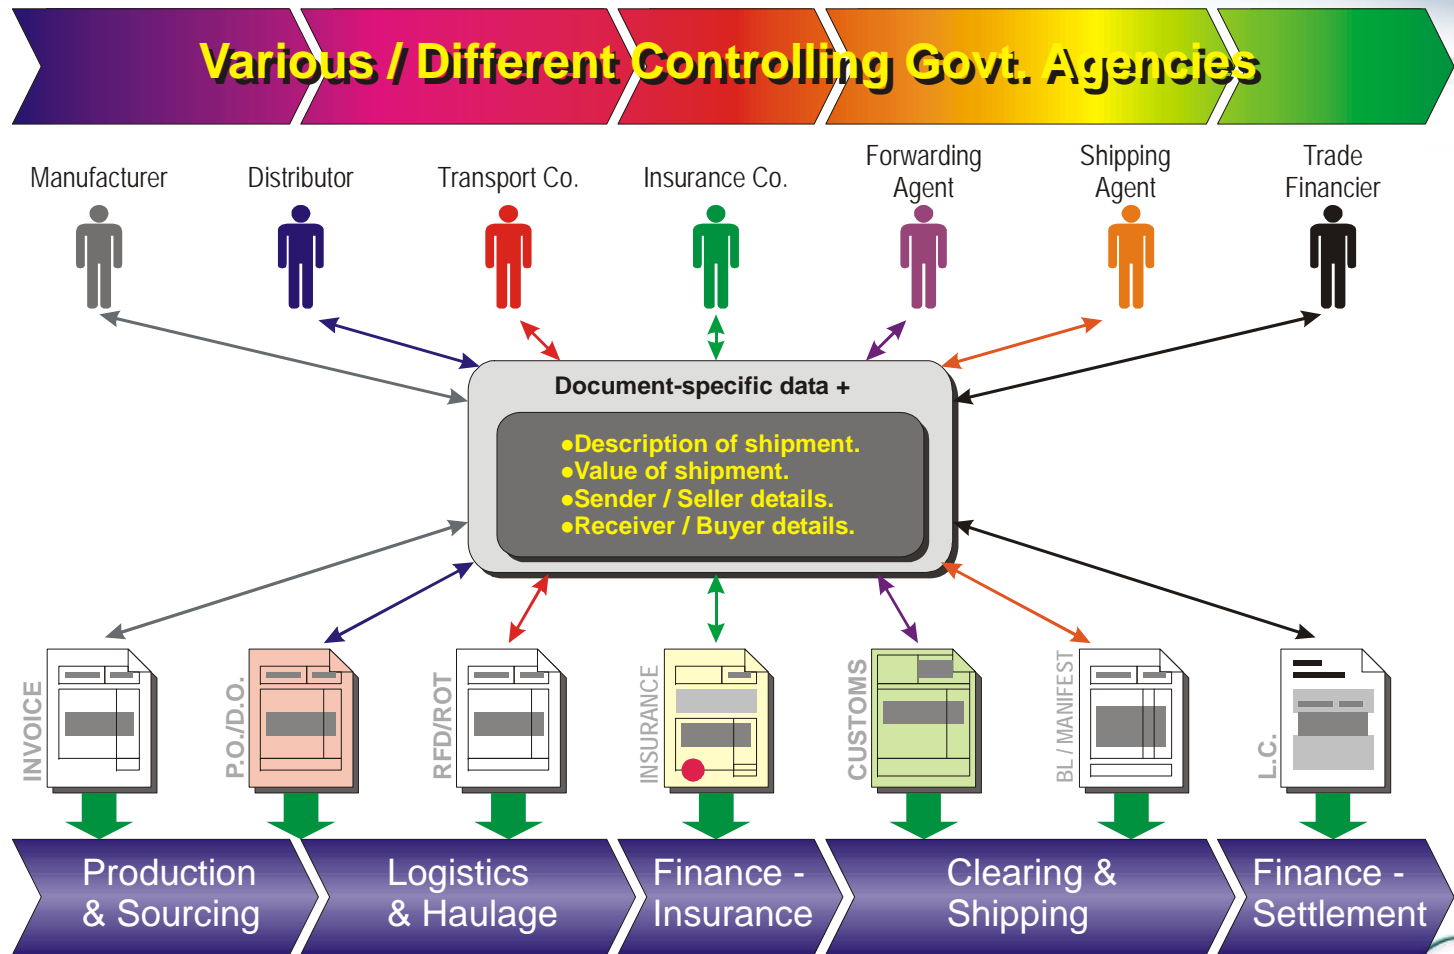 Various / Different Controlling Govt. Agencies
Manufacturer
Distributor
Transport Co.
Insurance Co.
Forwarding
Agent
Shipping
Agent
Trade
Financier
Document-specific data +
●Description of shipment.
●Value of shipment.
●Sender / Seller details.
●Receiver / Buyer details.
INVOICE
P.O./D.O.
RFD/ROT
INSURANCE
CUSTOMS
BL / MANIFEST
L.C.
Production
& Sourcing
Logistics
& Haulage
Finance -
Insurance
Clearing &
Shipping
Finance -
Settlement